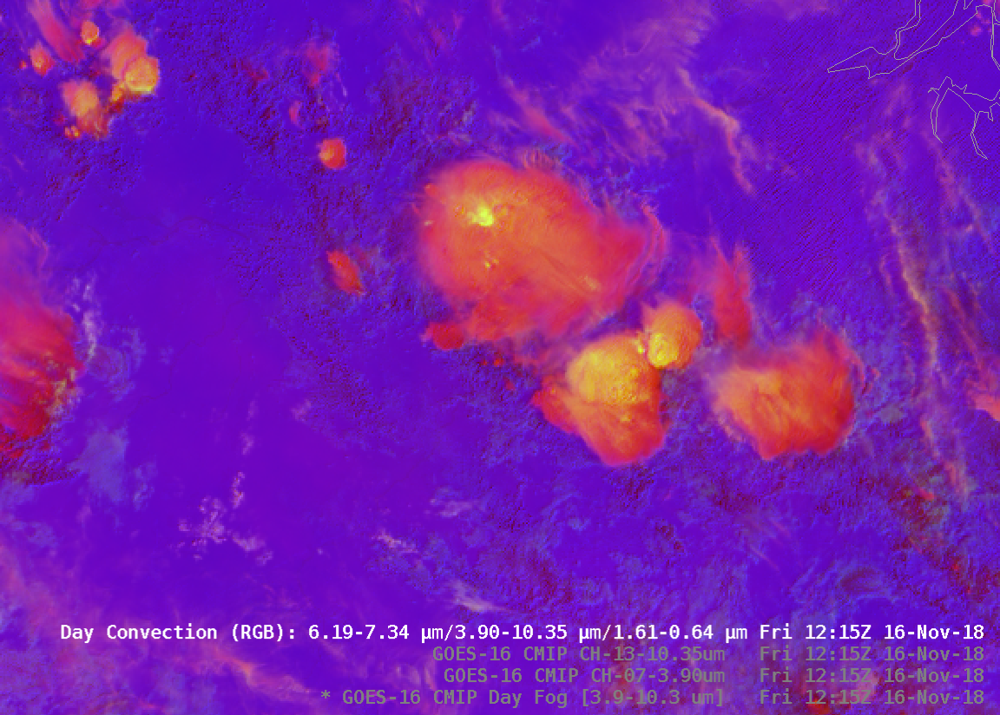 Day Convection (RGB): 6.19-7.34 µm/3.90-10.35 µm/1.61-0.64 µm Fri 12:15Z 16-Nov-18
GOES-16 CMIP CH-13-10.35um Fri 12:15Z 16-Nov-18
GOES-16 CMIP CH-07-3.90um Fri 12:15Z 16-Nov-18
* GOES-16 CMIP Day Fog [3.9-10.3 um] Fri 12:15Z 16-Nov-18